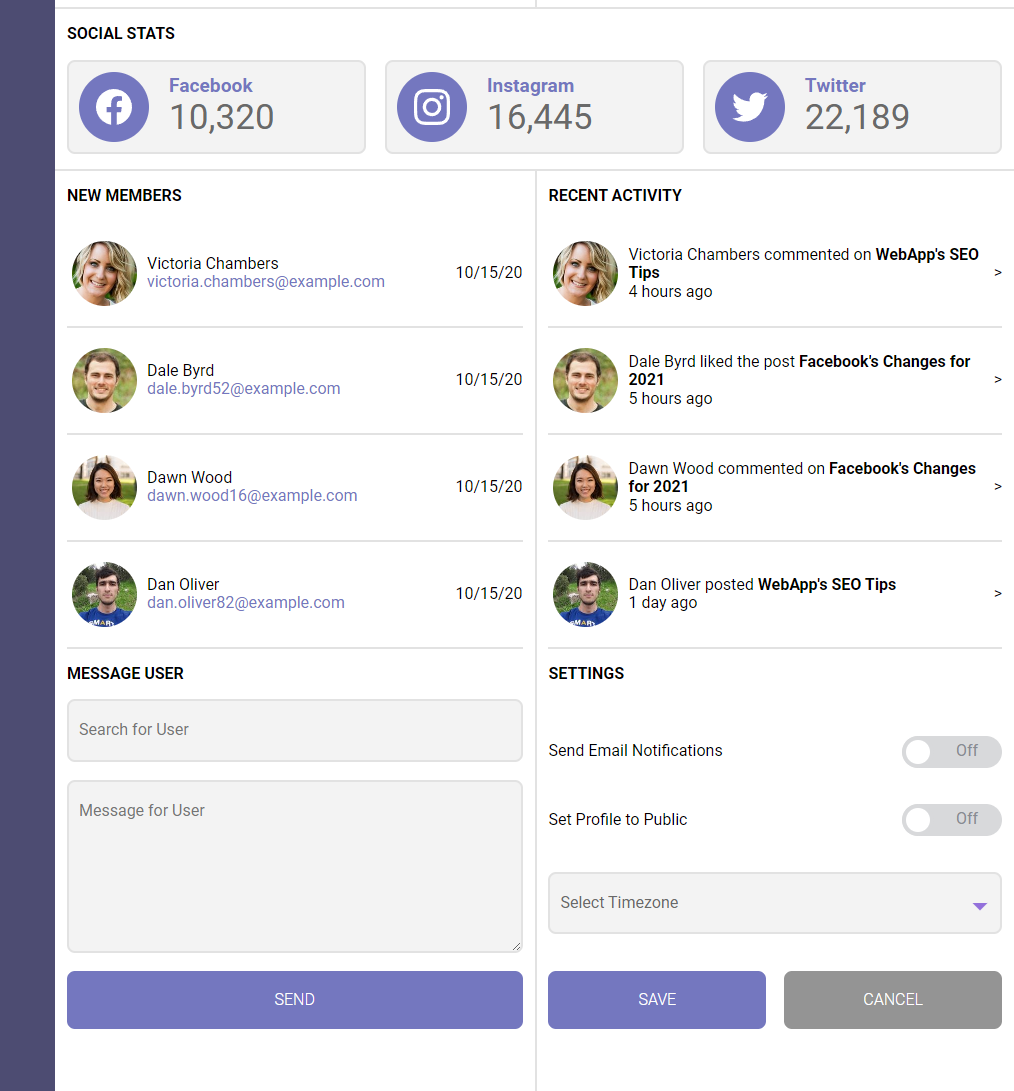 SOCIAL STATS
Facebook
10,320
Instagram
16,445
Twitter
22,189
NEW MEMBERS
Victoria Chambers
victoria.chambers@example.com
10/15/20
Dale Byrd
dale.byrd52@example.com
10/15/20
Dawn Wood
dawn.wood16@example.com
10/15/20
Dan Oliver
dan.oliver82@example.com
10/15/20
RECENT ACTIVITY
Victoria Chambers commented on WebApp's SEO
Tips
4 hours ago
>
Dale Byrd liked the post Facebook's Changes for
2021
5 hours ago
>
Dawn Wood commented on Facebook's Changes
for 2021
5 hours ago
>
Dan Oliver posted WebApp's SEO Tips
1 day ago
>
MESSAGE USER
Search for User
Message for User
SEND
SETTINGS
Send Email Notifications
Off
Set Profile to Public
Off
Select Timezone
SAVE
CANCEL